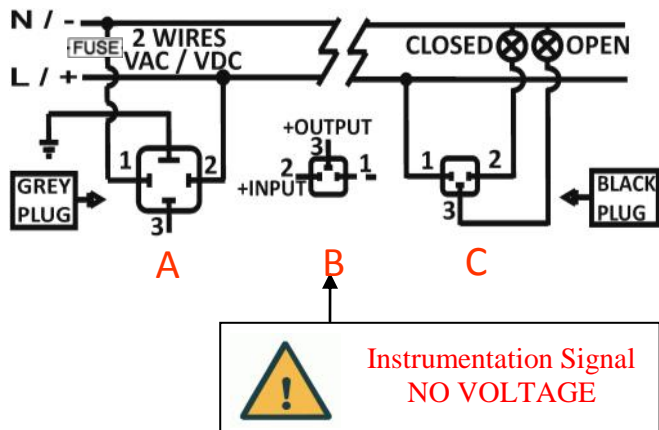 N / -
FUSE
2 WIRES
VAC / VDC
CLOSED
OPEN
L / +
+OUTPUT
3
1
2
2
1
1
2
+INPUT
3
3
GREY
PLUG
BLACK
PLUG
A
B
C
!
Instrumentation Signal
NO VOLTAGE